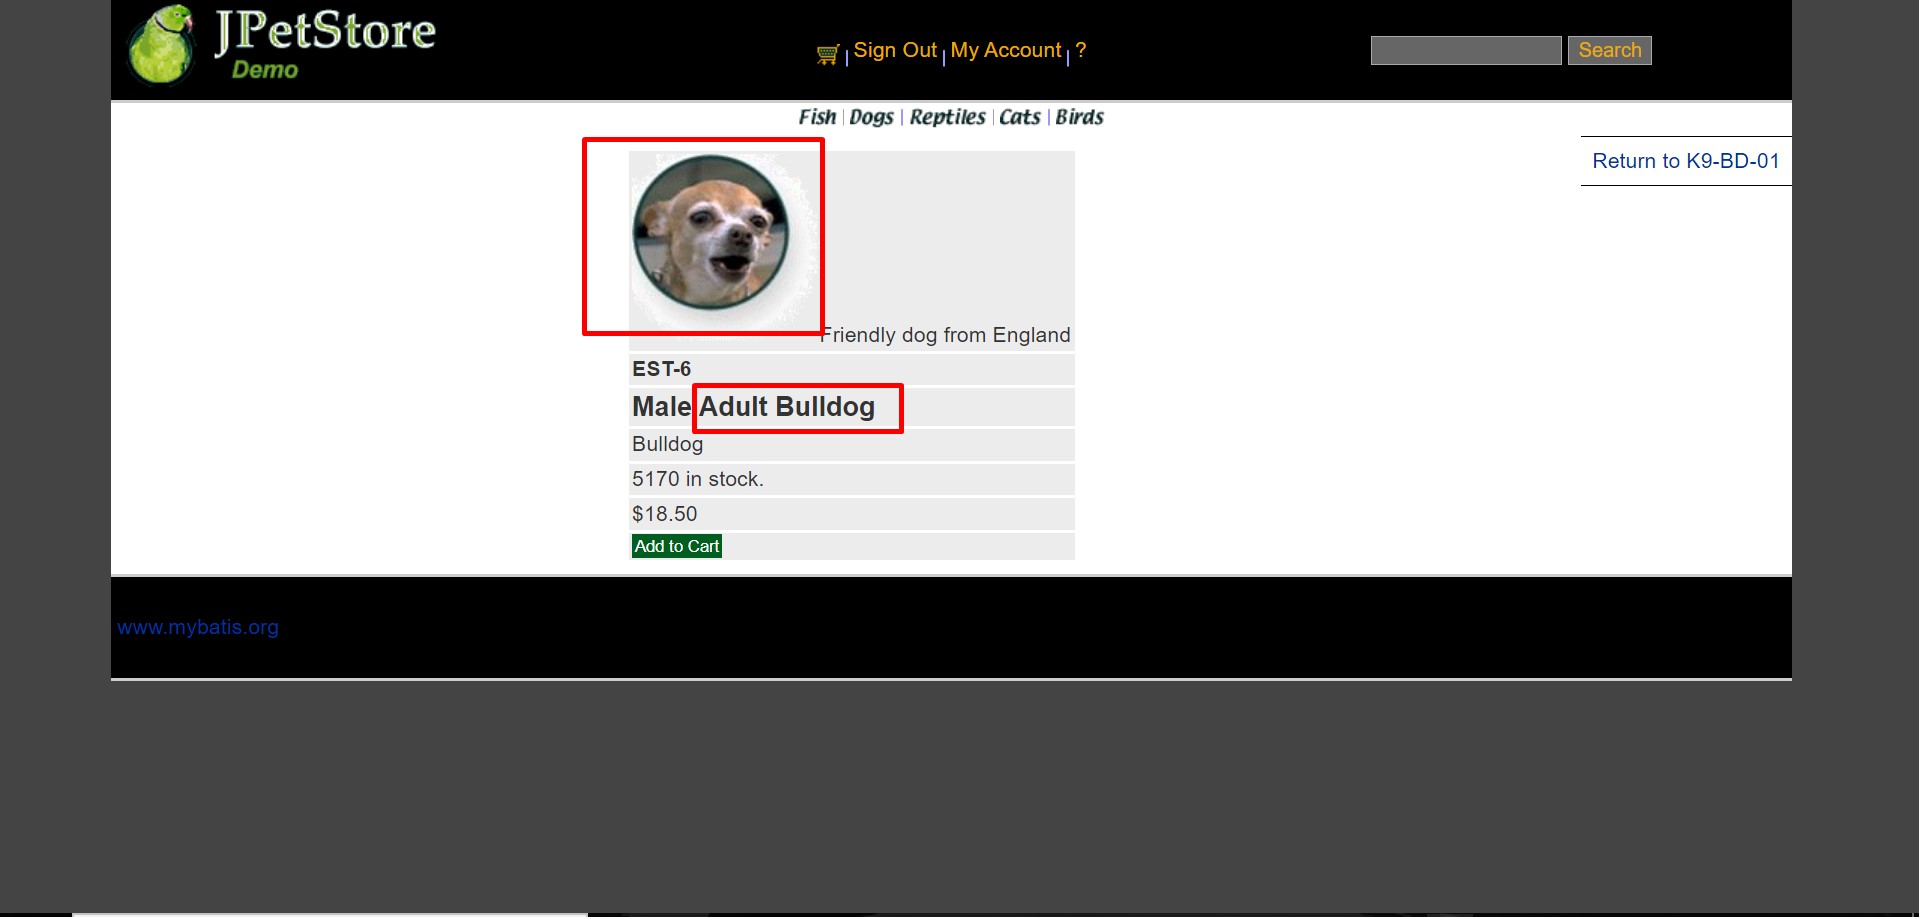 JPetStore
Demo
Sign Out | My Account | ?
Search
Fish | Dogs | Reptiles | Cats | Birds
Return to K9-BD-01
Friendly dog from England
EST-6
Male Adult Bulldog
Bulldog
5170 in stock.
$18.50
Add to Cart
www.mybatis.org